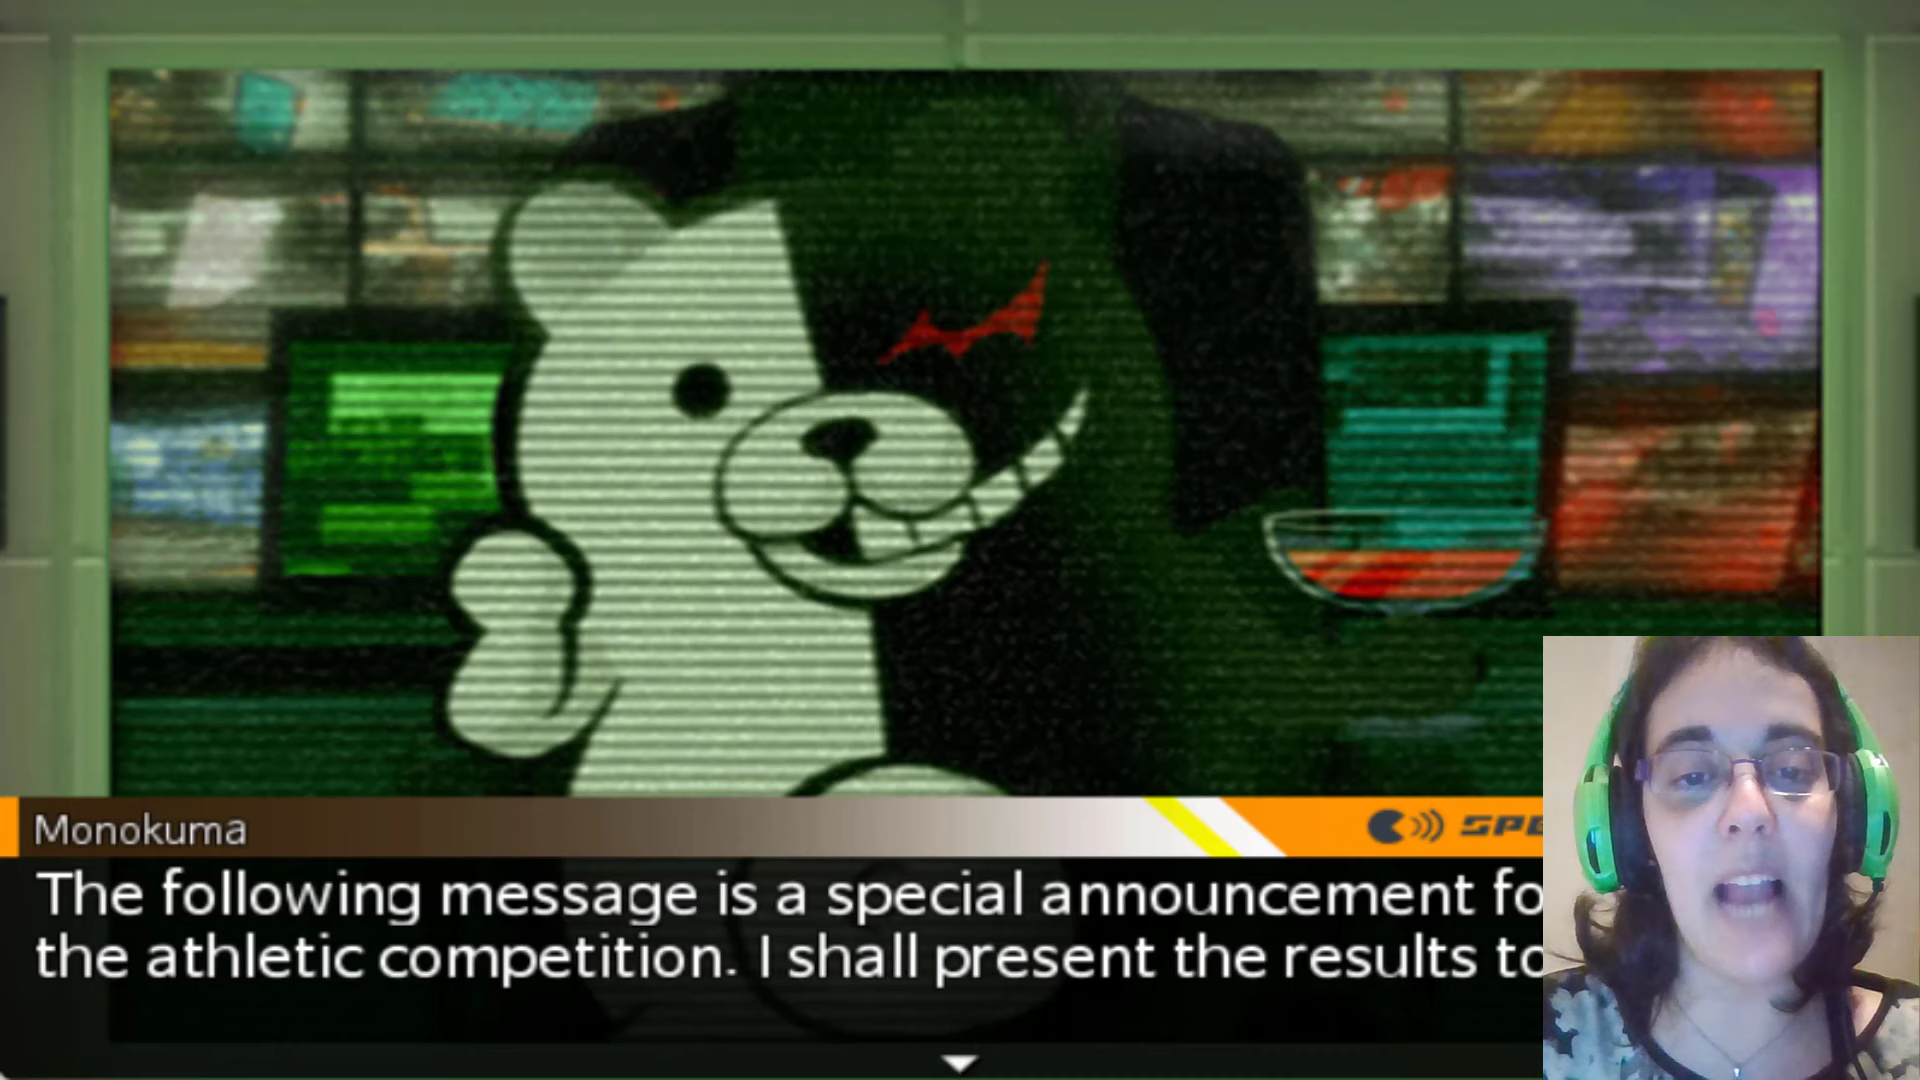 Monokuma
The following message is a special announcement fo
the athletic competition. I shall present the results to